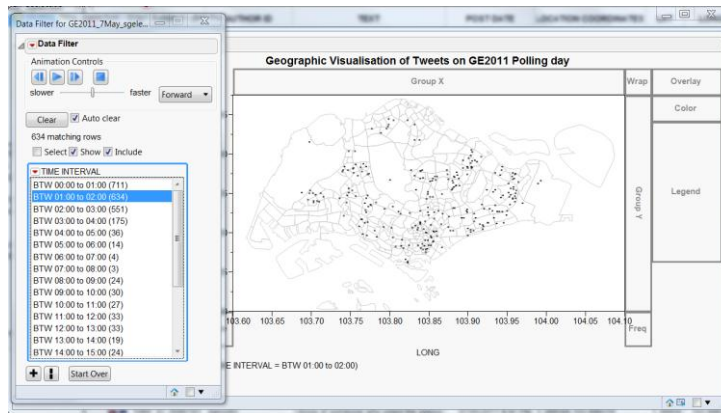 Data Filter for GE2011_7May_sgele...
AUTHOR ID TEXT POST DATE LOCATION COORDINATES
Data Filter
Animation Controls
slower faster Forward
Clear Auto clear
634 matching rows
Select Show Include
TIME INTERVAL
BTW 00:00 to 01:00 (711)
BTW 01:00 to 02:00 (634)
BTW 02:00 to 03:00 (551)
BTW 03:00 to 04:00 (175)
BTW 04:00 to 05:00 (36)
BTW 05:00 to 06:00 (14)
BTW 06:00 to 07:00 (4)
BTW 07:00 to 08:00 (3)
BTW 08:00 to 09:00 (24)
BTW 09:00 to 10:00 (30)
BTW 10:00 to 11:00 (27)
BTW 11:00 to 12:00 (33)
BTW 12:00 to 13:00 (33)
BTW 13:00 to 14:00 (19)
BTW 14:00 to 15:00 (24)
Start Over
Geographic Visualisation of Tweets on GE2011 Polling day
Group X Wrap Overlay
Color
Legend
Group Y
103.60 103.65 103.70 103.75 103.80 103.85 103.90 103.95 104.00 104.05 104.10
Freq
LONG
E INTERVAL = BTW 01:00 to 02:00)